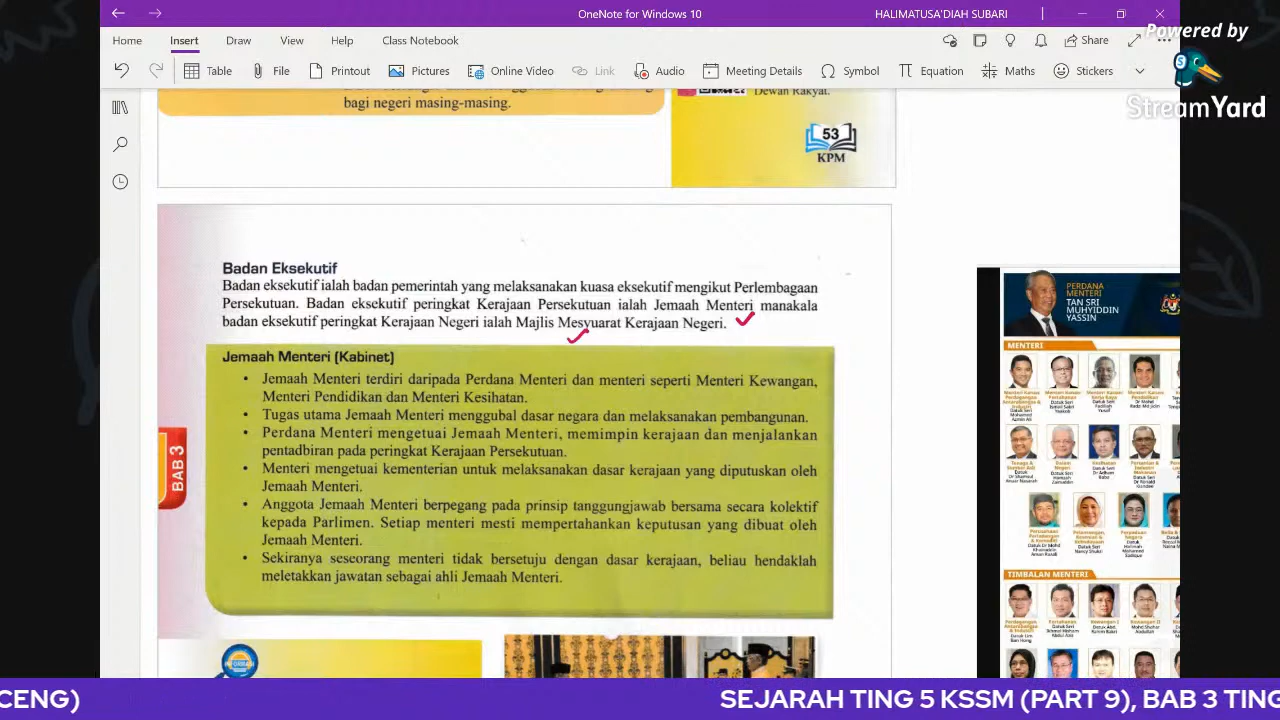 OneNote for Windows 10
HALIMATUSA'DIAH SUBARI
Powered by
StreamYard
Home Insert Draw View Help Class Notebook Share
Table File Printout Pictures Online Video Link Audio Meeting Details Symbol Equation Maths Stickers
bagi negeri masing-masing.
Dewan Rakyat.
53
KPM
Badan Eksekutif
Badan eksekutif ialah badan pemerintah yang melaksanakan kuasa eksekutif mengikut Perlembagaan
Persekutuan. Badan eksekutif peringkat Kerajaan Persekutuan ialah Jemaah Menteri manakala
badan eksekutif peringkat Kerajaan Negeri ialah Majlis Mesyuarat Kerajaan Negeri.
Jemaah Menteri (Kabinet)
• Jemaah Menteri terdiri daripada Perdana Menteri dan menteri seperti Menteri Kewangan,
Menteri Pendidikan dan Menteri Kesihatan.
• Tugas utama Jemaah Menteri menggubal dasar negara dan melaksanakan pembangunan.
• Perdana Menteri mengetuai Jemaah Menteri, memimpin kerajaan dan menjalankan
pentadbiran pada peringkat Kerajaan Persekutuan.
• Menteri mengetuai kementerian untuk melaksanakan dasar kerajaan yang diputuskan oleh
Jemaah Menteri.
• Anggota Jemaah Menteri berpegang pada prinsip tanggungjawab bersama secara kolektif
kepada Parlimen. Setiap menteri mesti mempertahankan keputusan yang dibuat oleh
Jemaah Menteri.
• Sekiranya seorang menteri tidak bersetuju dengan dasar kerajaan, beliau hendaklah
meletakkan jawatan sebagai ahli Jemaah Menteri.
BAB 3
PERDANA
MENTERI
TAN SRI
MUHYIDDIN
YASSIN
MENTERI
TIMBALAN MENTERI
CENG)
SEJARAH TING 5 KSSM (PART 9), BAB 3 TING